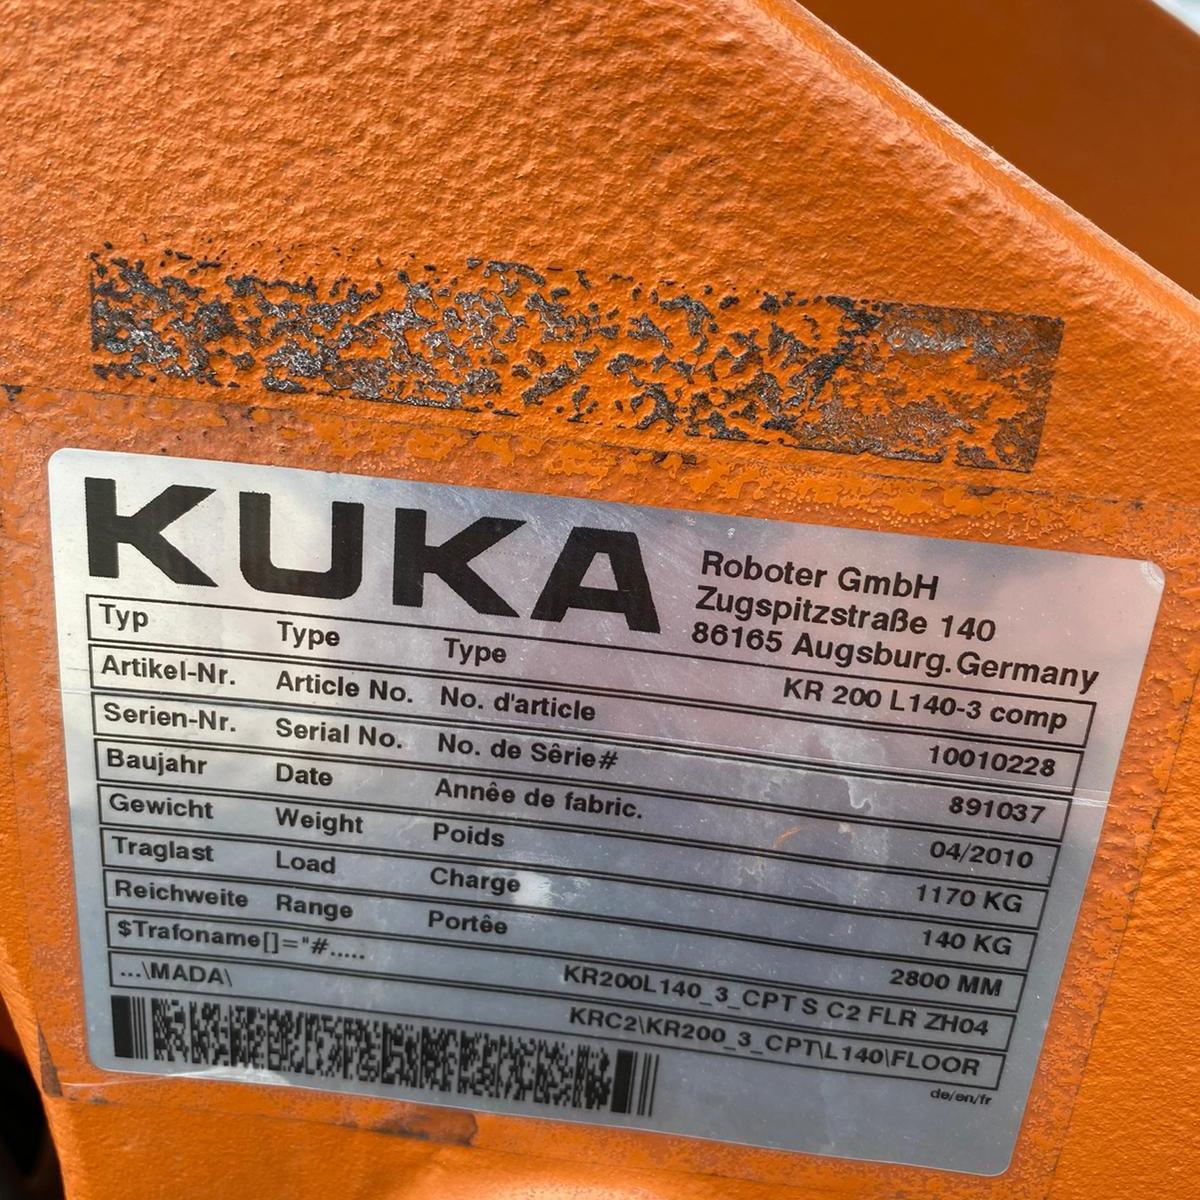 KUKA
Roboter GmbH
Zugspitzstraße 140
86165 Augsburg.Germany
Typ Type Type KR 200 L140-3 comp
Artikel-Nr. Article No. No. d'article 10010228
Serien-Nr. Serial No. No. de Sêrie# 891037
Baujahr Date Annêe de fabric. 04/2010
Gewicht Weight Poids 1170 KG
Traglast Load Charge 140 KG
Reichweite Range Portêe 2800 MM
$Trafoname[]="#..... KR200L140_3_CPT S C2 FLR ZH04
...\MADA\ KRC2\KR200_3_CPT\L140\FLOOR
de/en/fr